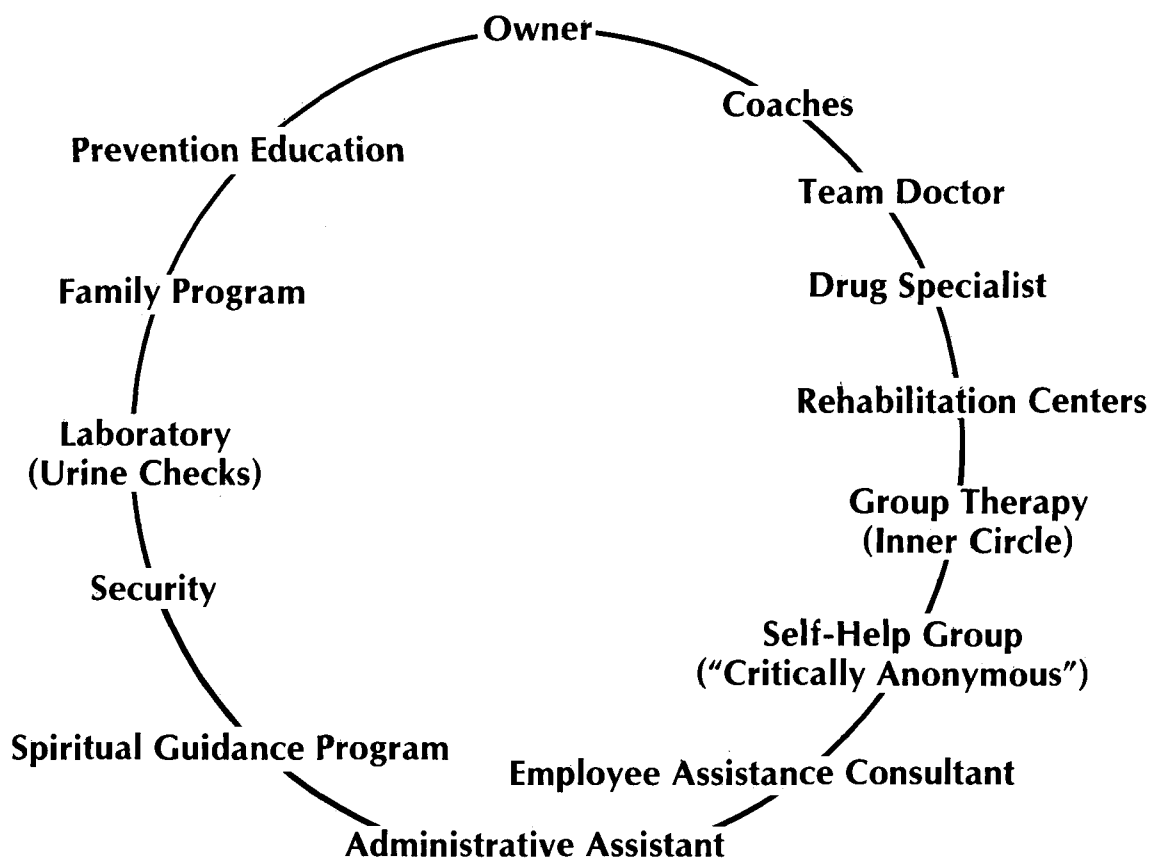 Owner
Coaches
Team Doctor
Drug Specialist
Rehabilitation Centers
Group Therapy
(Inner Circle)
Self-Help Group
(“Critically Anonymous”)
Employee Assistance Consultant
Administrative Assistant
Spiritual Guidance Program
Security
Laboratory
(Urine Checks)
Family Program
Prevention Education